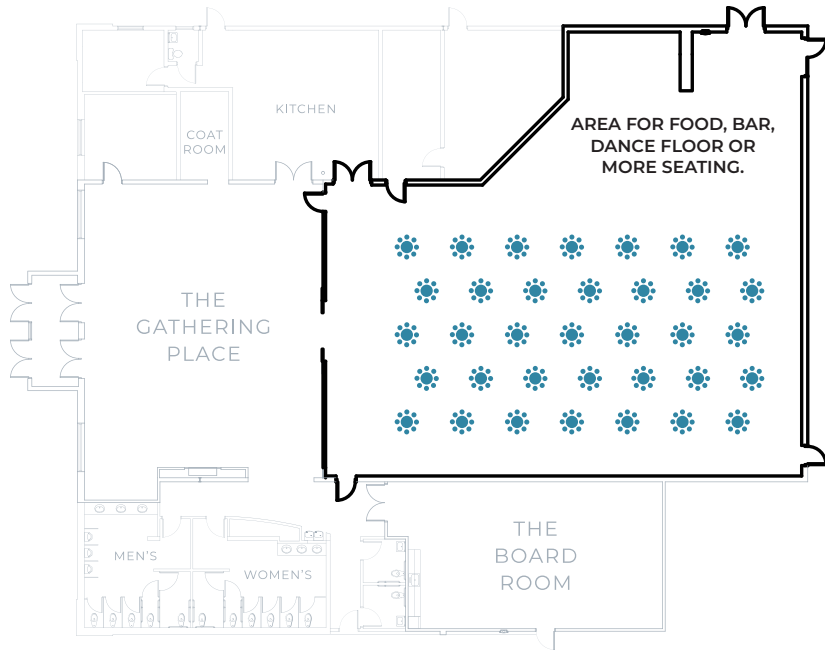 KITCHEN
COAT
ROOM
AREA FOR FOOD, BAR,
DANCE FLOOR OR
MORE SEATING.
THE
GATHERING
PLACE
MEN'S
WOMEN'S
THE
BOARD
ROOM